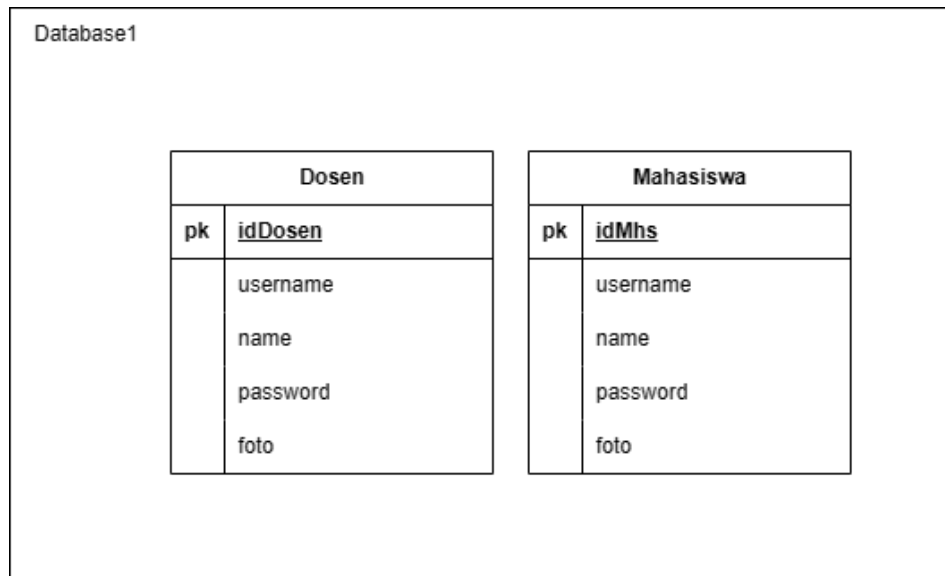 Database1
Dosen
pk idDosen
username
name
password
foto
Mahasiswa
pk idMhs
username
name
password
foto